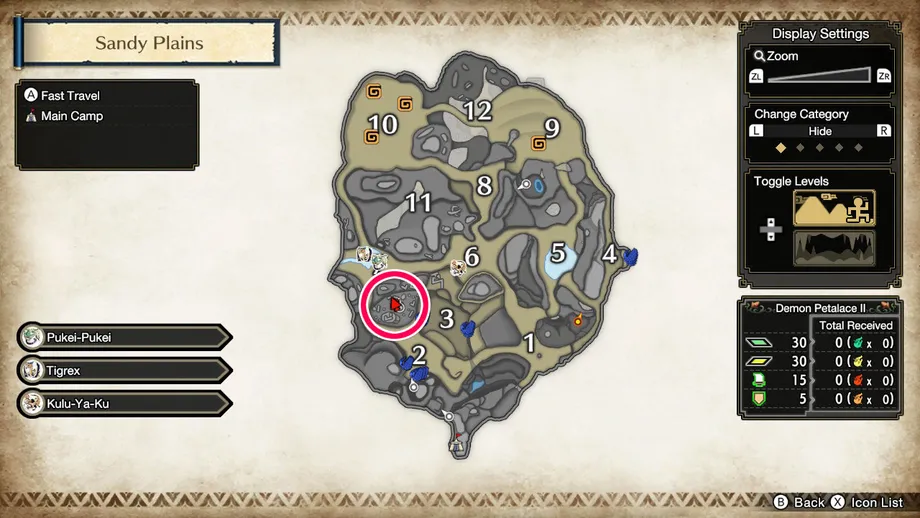 Sandy Plains
A Fast Travel
Main Camp
Pukei-Pukei
Tigrex
Kulu-Ya-Ku
12
10
9
8
11
6
5
4
3
1
2
Display Settings
Zoom
ZL ZR
Change Category
L Hide R
Toggle Levels
Demon Petalace II
Total Received
30 0 ( x 0)
30 0 ( x 0)
15 0 ( x 0)
5 0 ( x 0)
B Back X Icon List